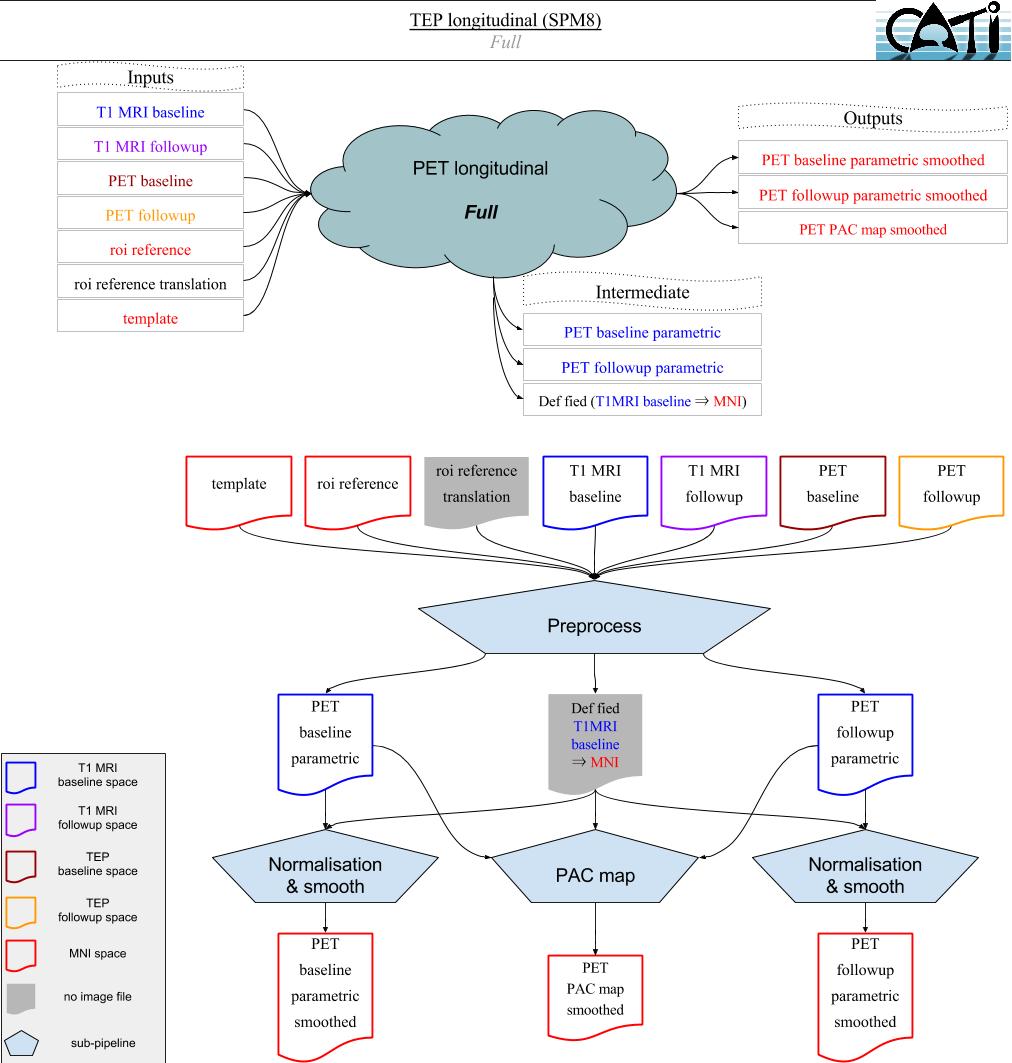 TEP longitudinal (SPM8)
Full
CATI
Inputs
T1 MRI baseline
T1 MRI followup
PET baseline
PET followup
roi reference
roi reference translation
template
PET longitudinal
Full
Outputs
PET baseline parametric smoothed
PET followup parametric smoothed
PET PAC map smoothed
Intermediate
PET baseline parametric
PET followup parametric
Def fied (T1MRI baseline ⇒ MNI)
template
roi reference
roi reference
translation
T1 MRI
baseline
T1 MRI
followup
PET
baseline
PET
followup
Preprocess
PET
baseline
parametric
Def fied
T1MRI
baseline
⇒ MNI
PET
followup
parametric
Normalisation
& smooth
PAC map
Normalisation
& smooth
PET
baseline
parametric
smoothed
PET
PAC map
smoothed
PET
followup
parametric
smoothed
T1 MRI
baseline space
T1 MRI
followup space
TEP
baseline space
TEP
followup space
MNI space
no image file
sub-pipeline